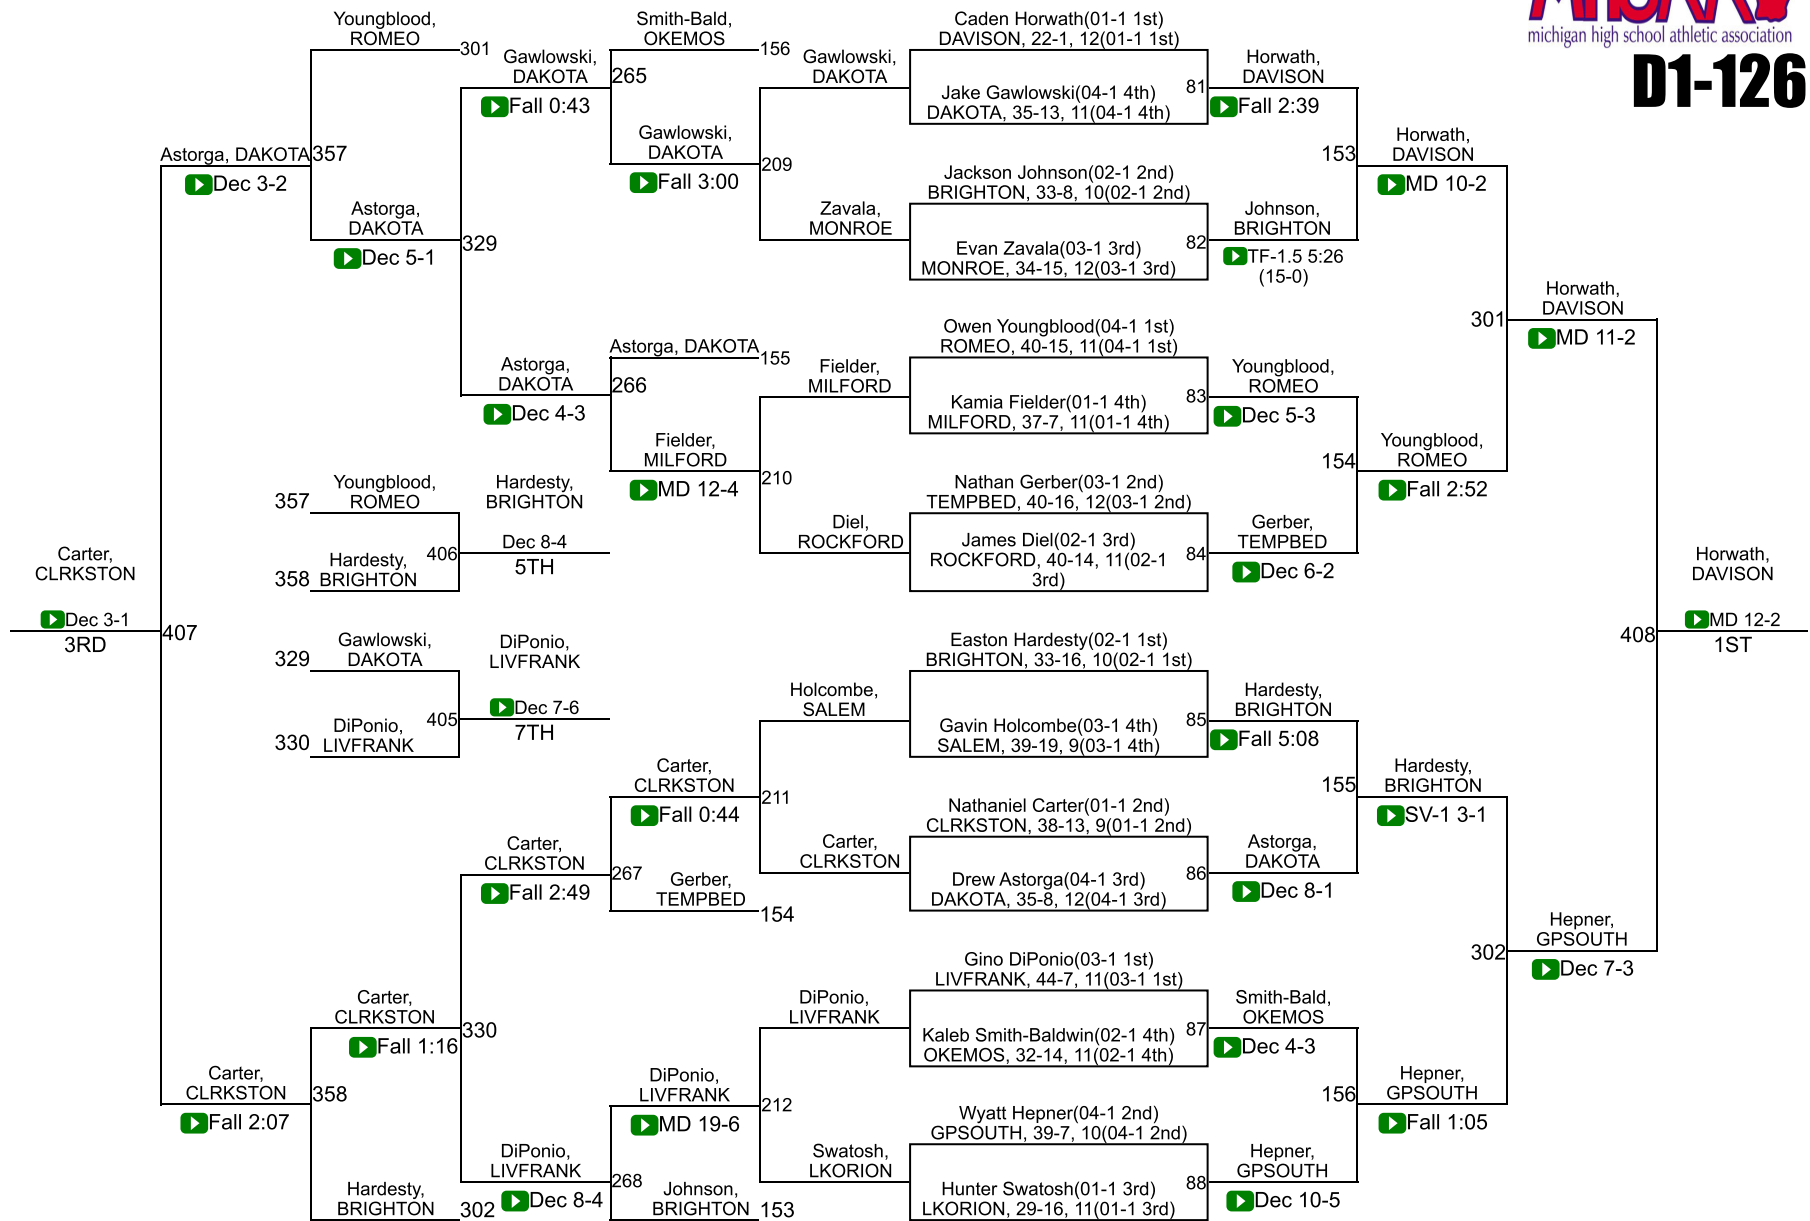 MHSAA
michigan high school athletic association
D1-126
Youngblood,
ROMEO
301
Astorga, DAKOTA
357
Dec 3-2
Astorga,
DAKOTA
Dec 5-1
329
Gawlowski,
DAKOTA
Fall 0:43
265
Smith-Bald,
OKEMOS
156
Gawlowski,
DAKOTA
Fall 3:00
209
Gawlowski,
DAKOTA
Zavala,
MONROE
Caden Horwath(01-1 1st)
DAVISON, 22-1, 12(01-1 1st)
Jake Gawlowski(04-1 4th)
DAKOTA, 35-13, 11(04-1 4th)
81
Horwath,
DAVISON
Fall 2:39
Jackson Johnson(02-1 2nd)
BRIGHTON, 33-8, 10(02-1 2nd)
Evan Zavala(03-1 3rd)
MONROE, 34-15, 12(03-1 3rd)
82
Johnson,
BRIGHTON
TF-1.5 5:26
(15-0)
153
Horwath,
DAVISON
MD 10-2
Astorga,
DAKOTA
Dec 4-3
266
Astorga, DAKOTA
155
Fielder,
MILFORD
MD 12-4
210
Fielder,
MILFORD
Diel,
ROCKFORD
Owen Youngblood(04-1 1st)
ROMEO, 40-15, 11(04-1 1st)
Kamia Fielder(01-1 4th)
MILFORD, 37-7, 11(01-1 4th)
83
Youngblood,
ROMEO
Dec 5-3
Nathan Gerber(03-1 2nd)
TEMPBED, 40-16, 12(03-1 2nd)
James Diel(02-1 3rd)
ROCKFORD, 40-14, 11(02-1
3rd)
84
Gerber,
TEMPBED
Dec 6-2
154
Youngblood,
ROMEO
Fall 2:52
301
Horwath,
DAVISON
MD 11-2
357
Youngblood,
ROMEO
358
Hardesty,
BRIGHTON
406
Hardesty,
BRIGHTON
Dec 8-4
5TH
Carter,
CLRKSTON
Dec 3-1
3RD
407
329
Gawlowski,
DAKOTA
330
DiPonio,
LIVFRANK
405
DiPonio,
LIVFRANK
Dec 7-6
7TH
408
Horwath,
DAVISON
MD 12-2
1ST
Holcombe,
SALEM
Carter,
CLRKSTON
Fall 0:44
211
Carter,
CLRKSTON
Easton Hardesty(02-1 1st)
BRIGHTON, 33-16, 10(02-1 1st)
Gavin Holcombe(03-1 4th)
SALEM, 39-19, 9(03-1 4th)
85
Hardesty,
BRIGHTON
Fall 5:08
Nathaniel Carter(01-1 2nd)
CLRKSTON, 38-13, 9(01-1 2nd)
Drew Astorga(04-1 3rd)
DAKOTA, 35-8, 12(04-1 3rd)
86
Astorga,
DAKOTA
Dec 8-1
155
Hardesty,
BRIGHTON
SV-1 3-1
Carter,
CLRKSTON
Fall 2:49
267
Gerber,
TEMPBED
154
Carter,
CLRKSTON
Fall 1:16
330
Carter,
CLRKSTON
Fall 2:07
358
Hardesty,
BRIGHTON
302
DiPonio,
LIVFRANK
Dec 8-4
268
DiPonio,
LIVFRANK
MD 19-6
212
Johnson,
BRIGHTON
153
DiPonio,
LIVFRANK
Swatosh,
LKORION
Gino DiPonio(03-1 1st)
LIVFRANK, 44-7, 11(03-1 1st)
Kaleb Smith-Baldwin(02-1 4th)
OKEMOS, 32-14, 11(02-1 4th)
87
Smith-Bald,
OKEMOS
Dec 4-3
Wyatt Hepner(04-1 2nd)
GPSOUTH, 39-7, 10(04-1 2nd)
Hunter Swatosh(01-1 3rd)
LKORION, 29-16, 11(01-1 3rd)
88
Hepner,
GPSOUTH
Dec 10-5
156
Hepner,
GPSOUTH
Fall 1:05
302
Hepner,
GPSOUTH
Dec 7-3